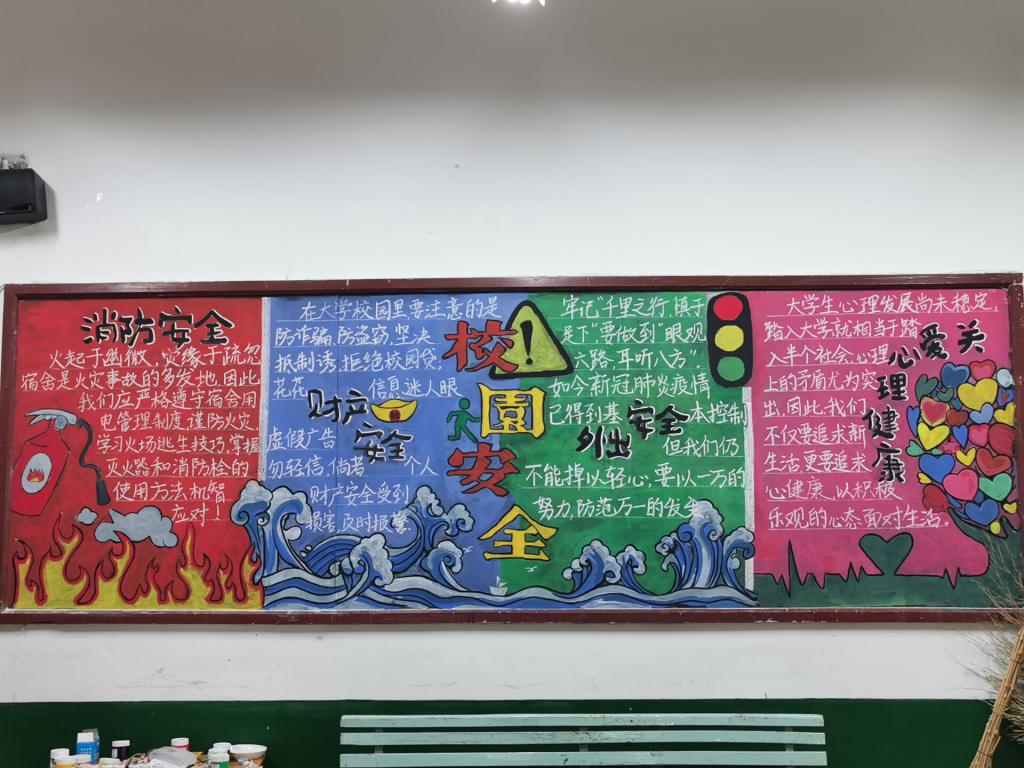 消防安全
火起于幽微、灾缘于疏忽
宿舍是火灾事故的多发地,因此
我们应严格遵守宿舍用
电管理制度谨防火灾
学习火场逃生技巧,掌握
灭火器和消防栓的
使用方法机智
应对!
在大学校园里要注意的是
防诈骗,防盗窃,坚决
抵制诱,拒绝校园贷,
花花 信息迷人眼
虚假广告
勿轻信,倘若 个人
财产安全受到
损害,及时报警.
财产
安全
校
園
安
全
牢记“千里之行,慎于
足下”要做到“眼观
六路,耳听八方”.
如今新冠肺炎疫情
已得到基 本控制
但我们仍
不能掉以轻心,要以一万的
努力,防范万一的发生
外出安全
大学生心理发展尚未稳定,
踏入大学就相当于踏
入半个社会、心理
上的矛盾尤为突
出、因此,我们
不仅要追求新
生活,更要追求
心健康、以积极
乐观的心态面对生活。
关爱心理健康